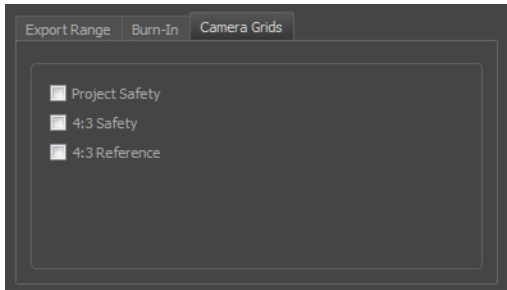 Export Range Burn-In Camera Grids
Project Safety
4:3 Safety
4:3 Reference